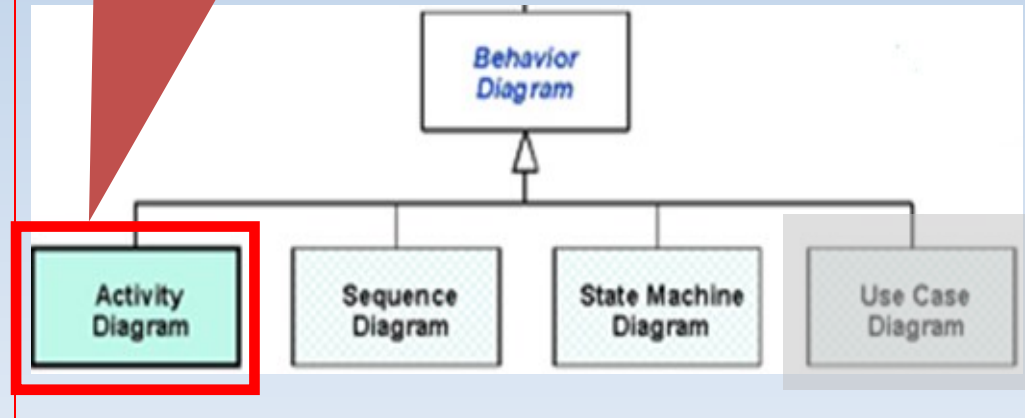 Behavior
Diagram
Activity
Diagram
Sequence
Diagram
State Machine
Diagram
Use Case
Diagram